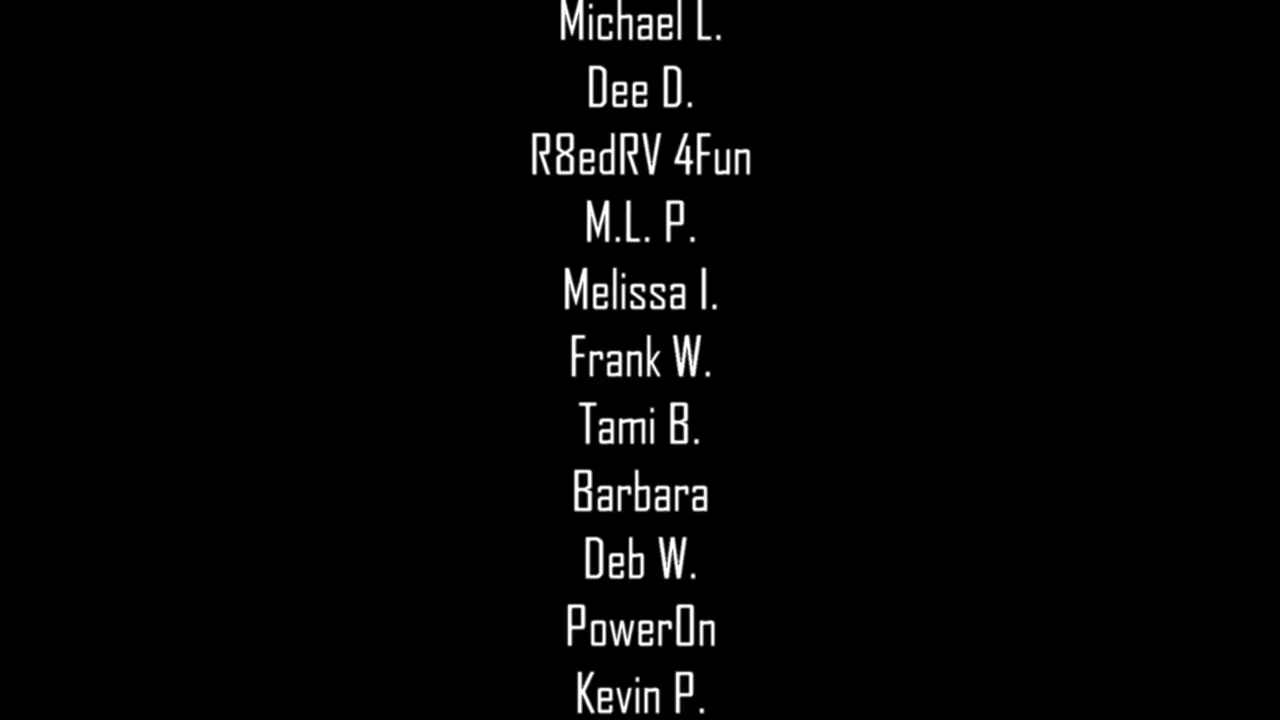 Michael L.
Dee D.
R8edRV 4Fun
M.L. P.
Melissa I.
Frank W.
Tami B.
Barbara
Deb W.
PowerOn
Kevin P.